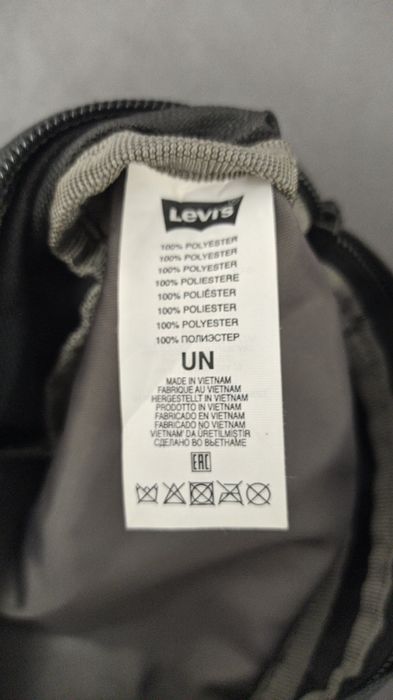 Levi's
100% POLYESTER
100% POLYESTER
100% POLYESTER
100% POLIESTERE
100% POLIÉSTER
100% POLIESTER
100% POLYESTER
100% ПОЛИЭСТЕР
UN
MADE IN VIETNAM
FABRIQUE AU VIETNAM
HERGESTELLT IN VIETNAM
PRODOTTO IN VIETNAM
FABRICADO EN VIETNAM
FABRICADO NO VIETNAM
VIETNAM' DA ÜRETILMISTIR
СДЕЛАНО ВО ВЬЕТНАМЕ
EAC